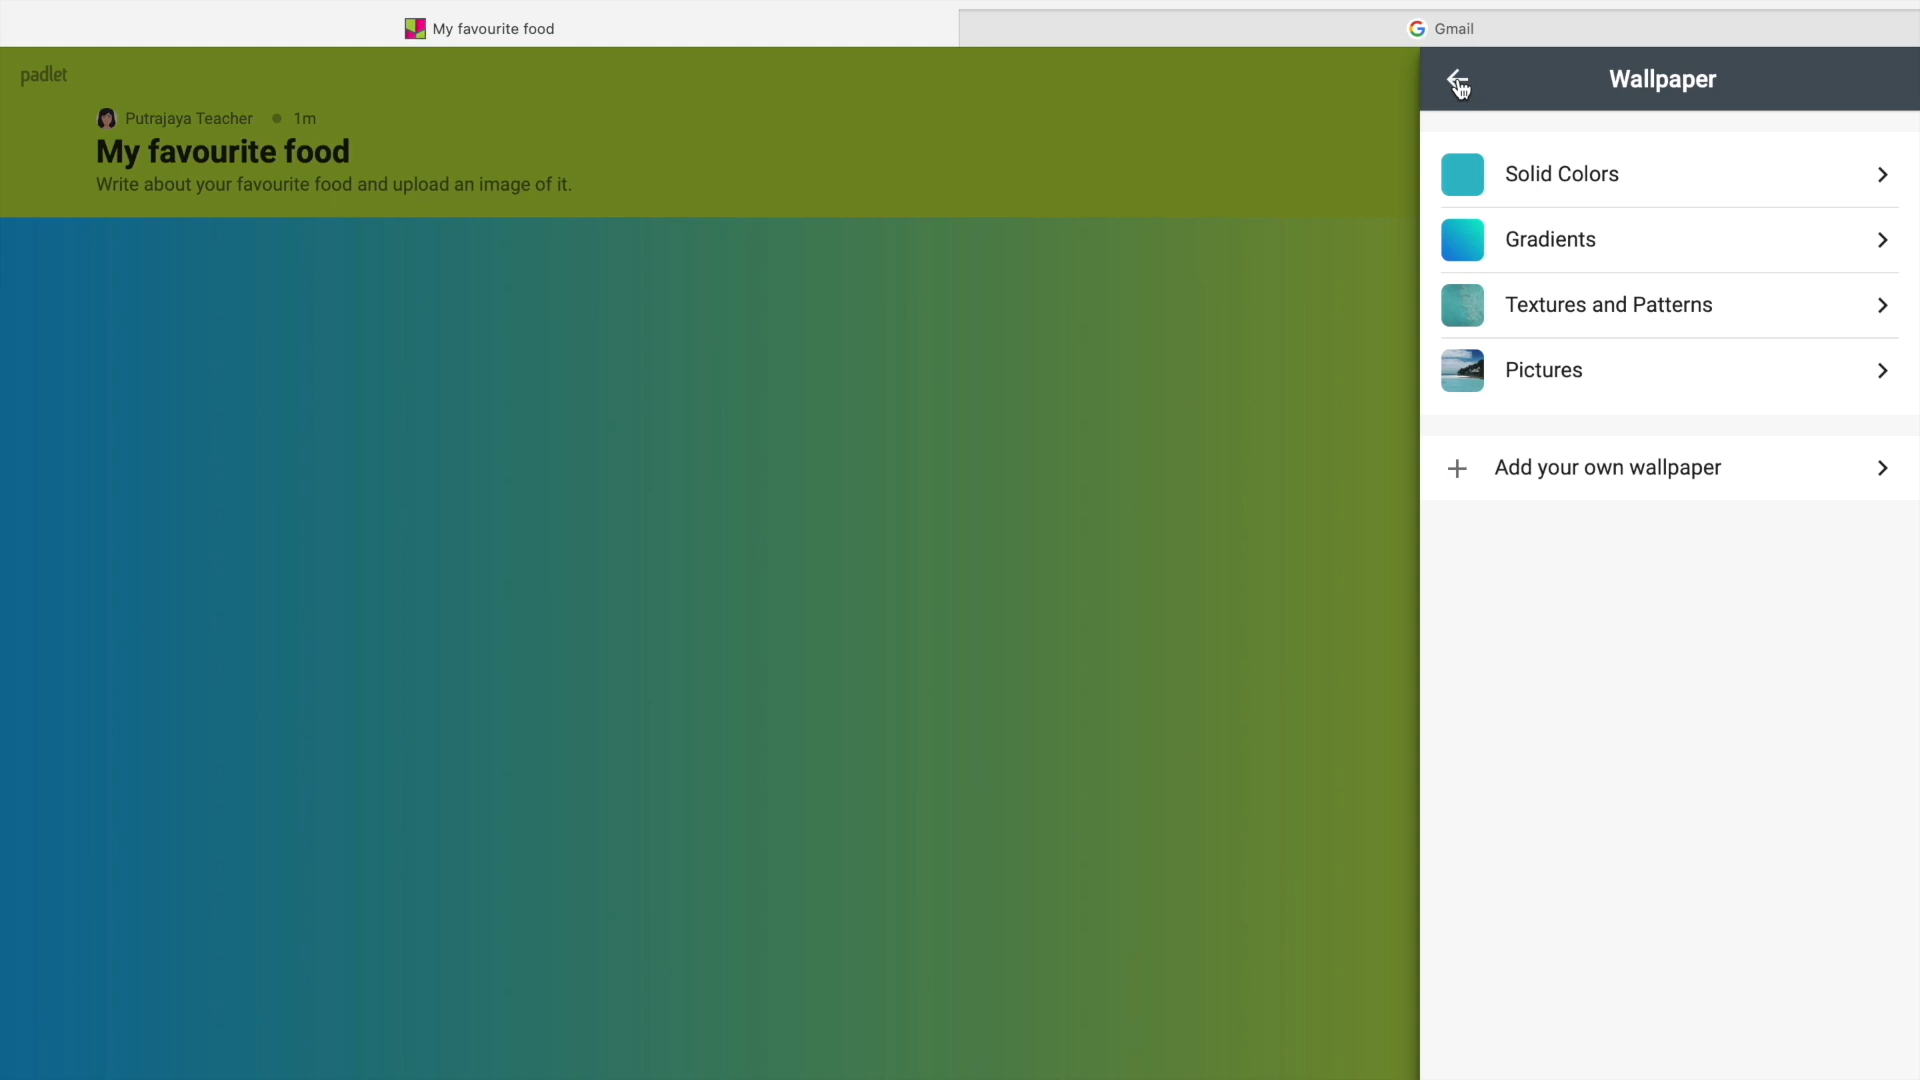 My favourite food
Gmail
padlet
Putrajaya Teacher ● 1m
My favourite food
Write about your favourite food and upload an image of it.
Wallpaper
Solid Colors
Gradients
Textures and Patterns
Pictures
Add your own wallpaper